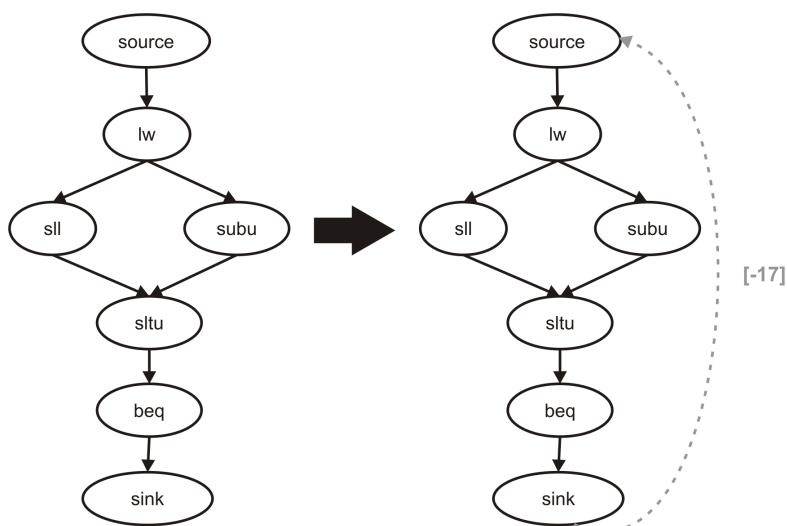 source
lw
sll
subu
sltu
beq
sink
source
lw
sll
subu
sltu
beq
sink
[-17]